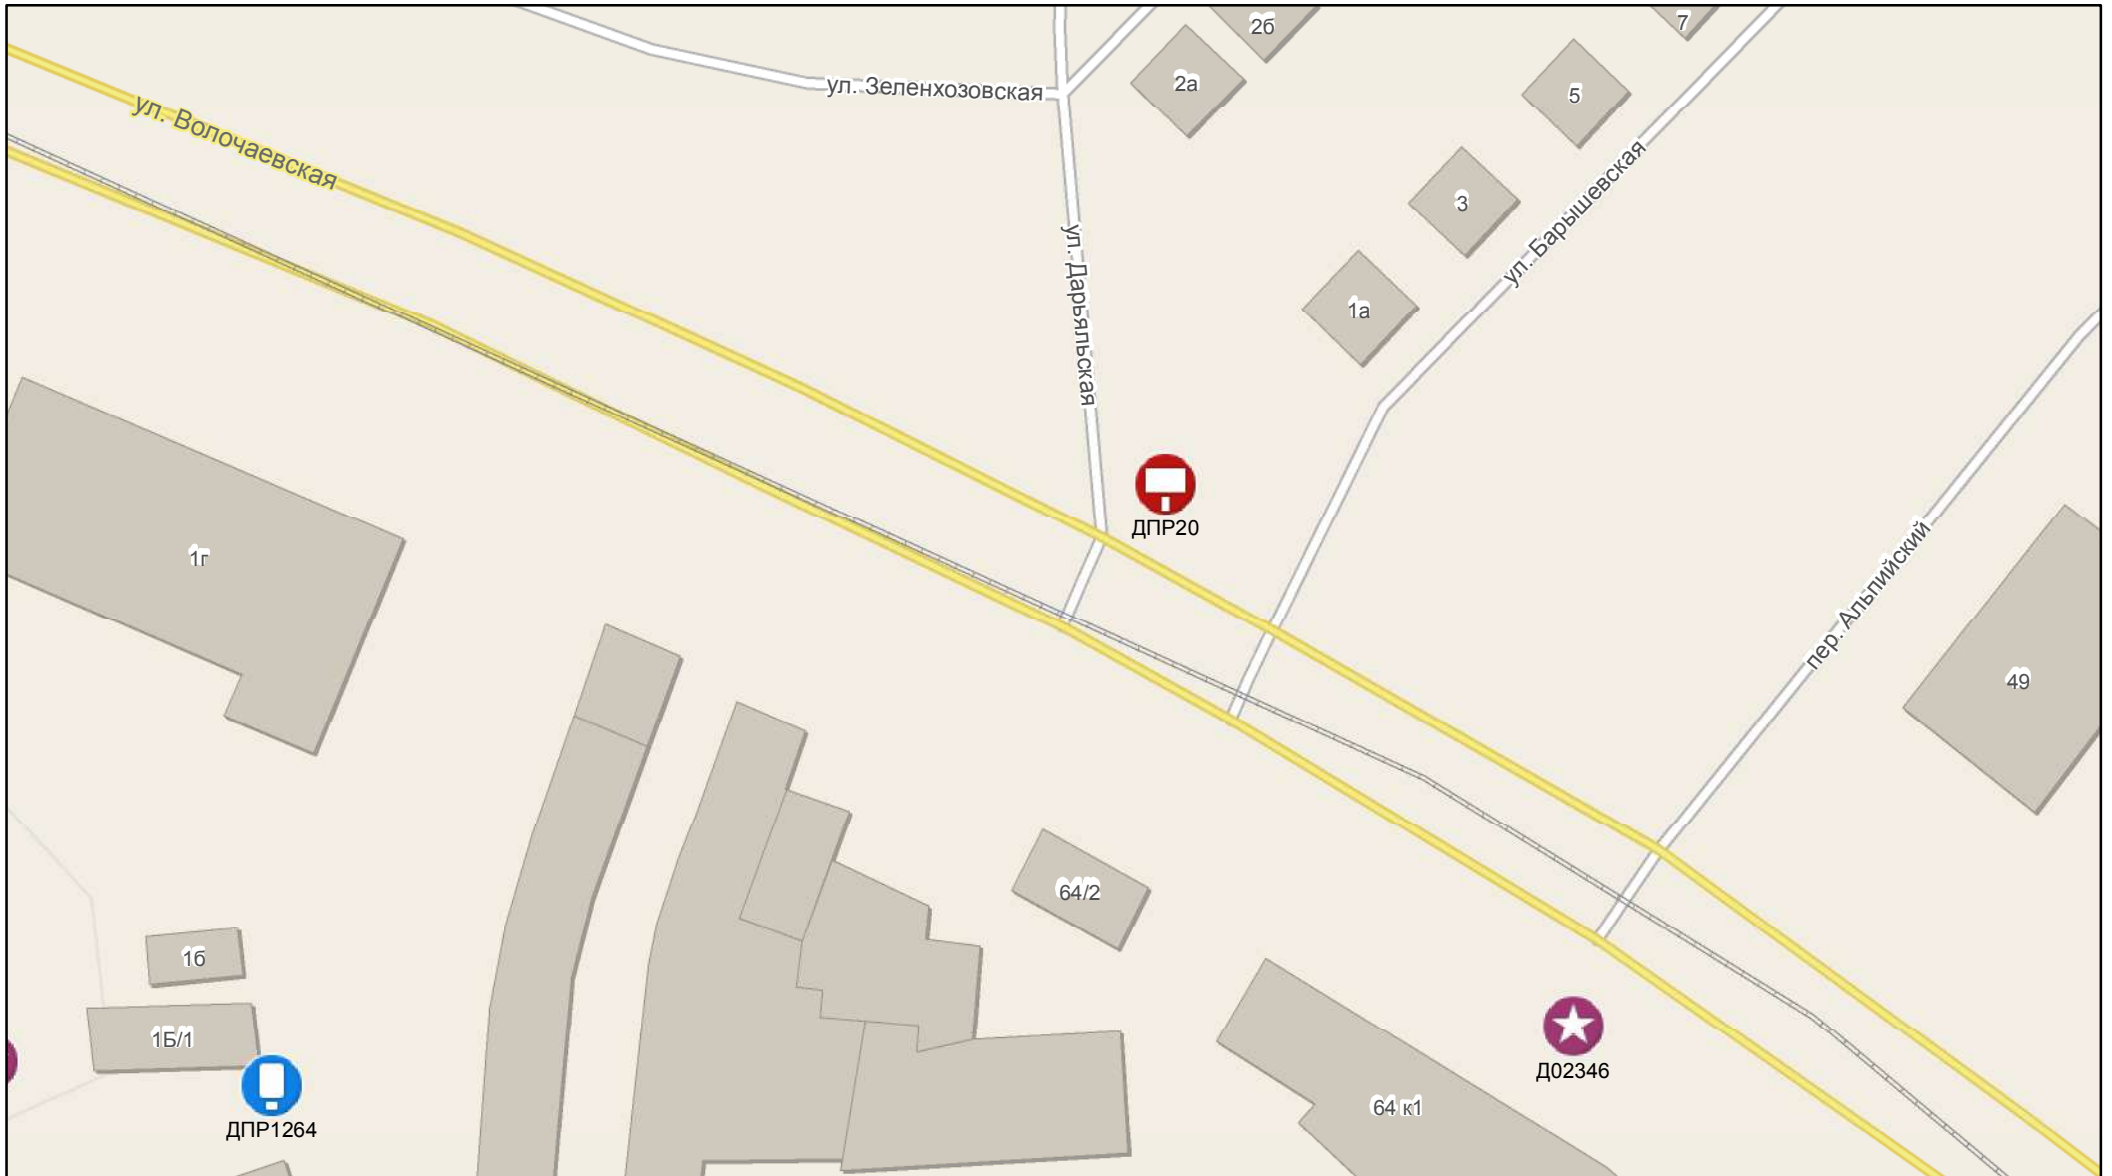 7
2б
2а
ул. Зеленхозовская
5
ул. Волочаевская
3
ул. Барышевская
ул. Дарьяльская
1а
ДПР20
1г
пер. Альпийский
49
64/2
1б
1Б/1
Д02346
64 к1
ДПР1264